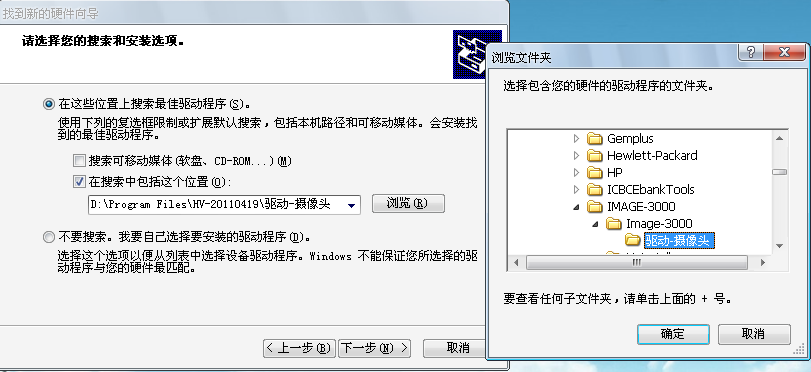 找到新的硬件向导
请选择您的搜索和安装选项。
在这些位置上搜索最佳驱动程序(S)。
使用下列的复选框限制或扩展默认搜索，包括本机路径和可移动媒体。会安装找
到的最佳驱动程序。
搜索可移动媒体(软盘、CD-ROM...)(M)
在搜索中包括这个位置(O):
D:\Program Files\HV-20110419\驱动-摄像头
浏览(R)
不要搜索。我要自己选择要安装的驱动程序(D)。
选择这个选项以便从列表中选择设备驱动程序。Windows 不能保证您所选择的驱
动程序与您的硬件最匹配。
< 上一步(B)
下一步(N) >
取消
浏览文件夹
选择包含您的硬件的驱动程序的文件夹。
Gemplus
Hewlett-Packard
HP
ICBCEbankTools
IMAGE-3000
Image-3000
驱动-摄像头
要查看任何子文件夹，请单击上面的 + 号。
确定
取消